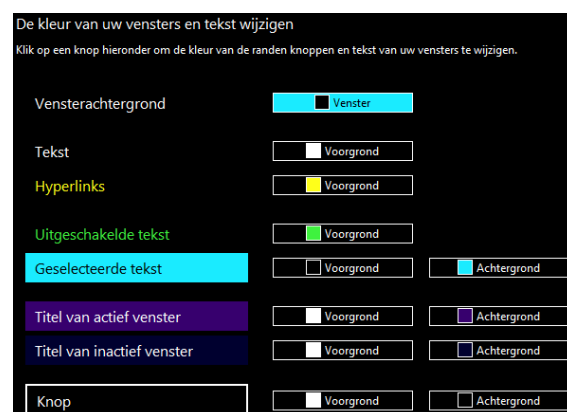 De kleur van uw vensters en tekst wijzigen
Klik op een knop hieronder om de kleur van de randen knoppen en tekst van uw vensters te wijzigen.
Vensterachtergrond Venster
Tekst Voorgrond
Hyperlinks Voorgrond
Uitgeschakelde tekst Voorgrond
Geselecteerde tekst Voorgrond Achtergrond
Titel van actief venster Voorgrond Achtergrond
Titel van inactief venster Voorgrond Achtergrond
Knop Voorgrond Achtergrond